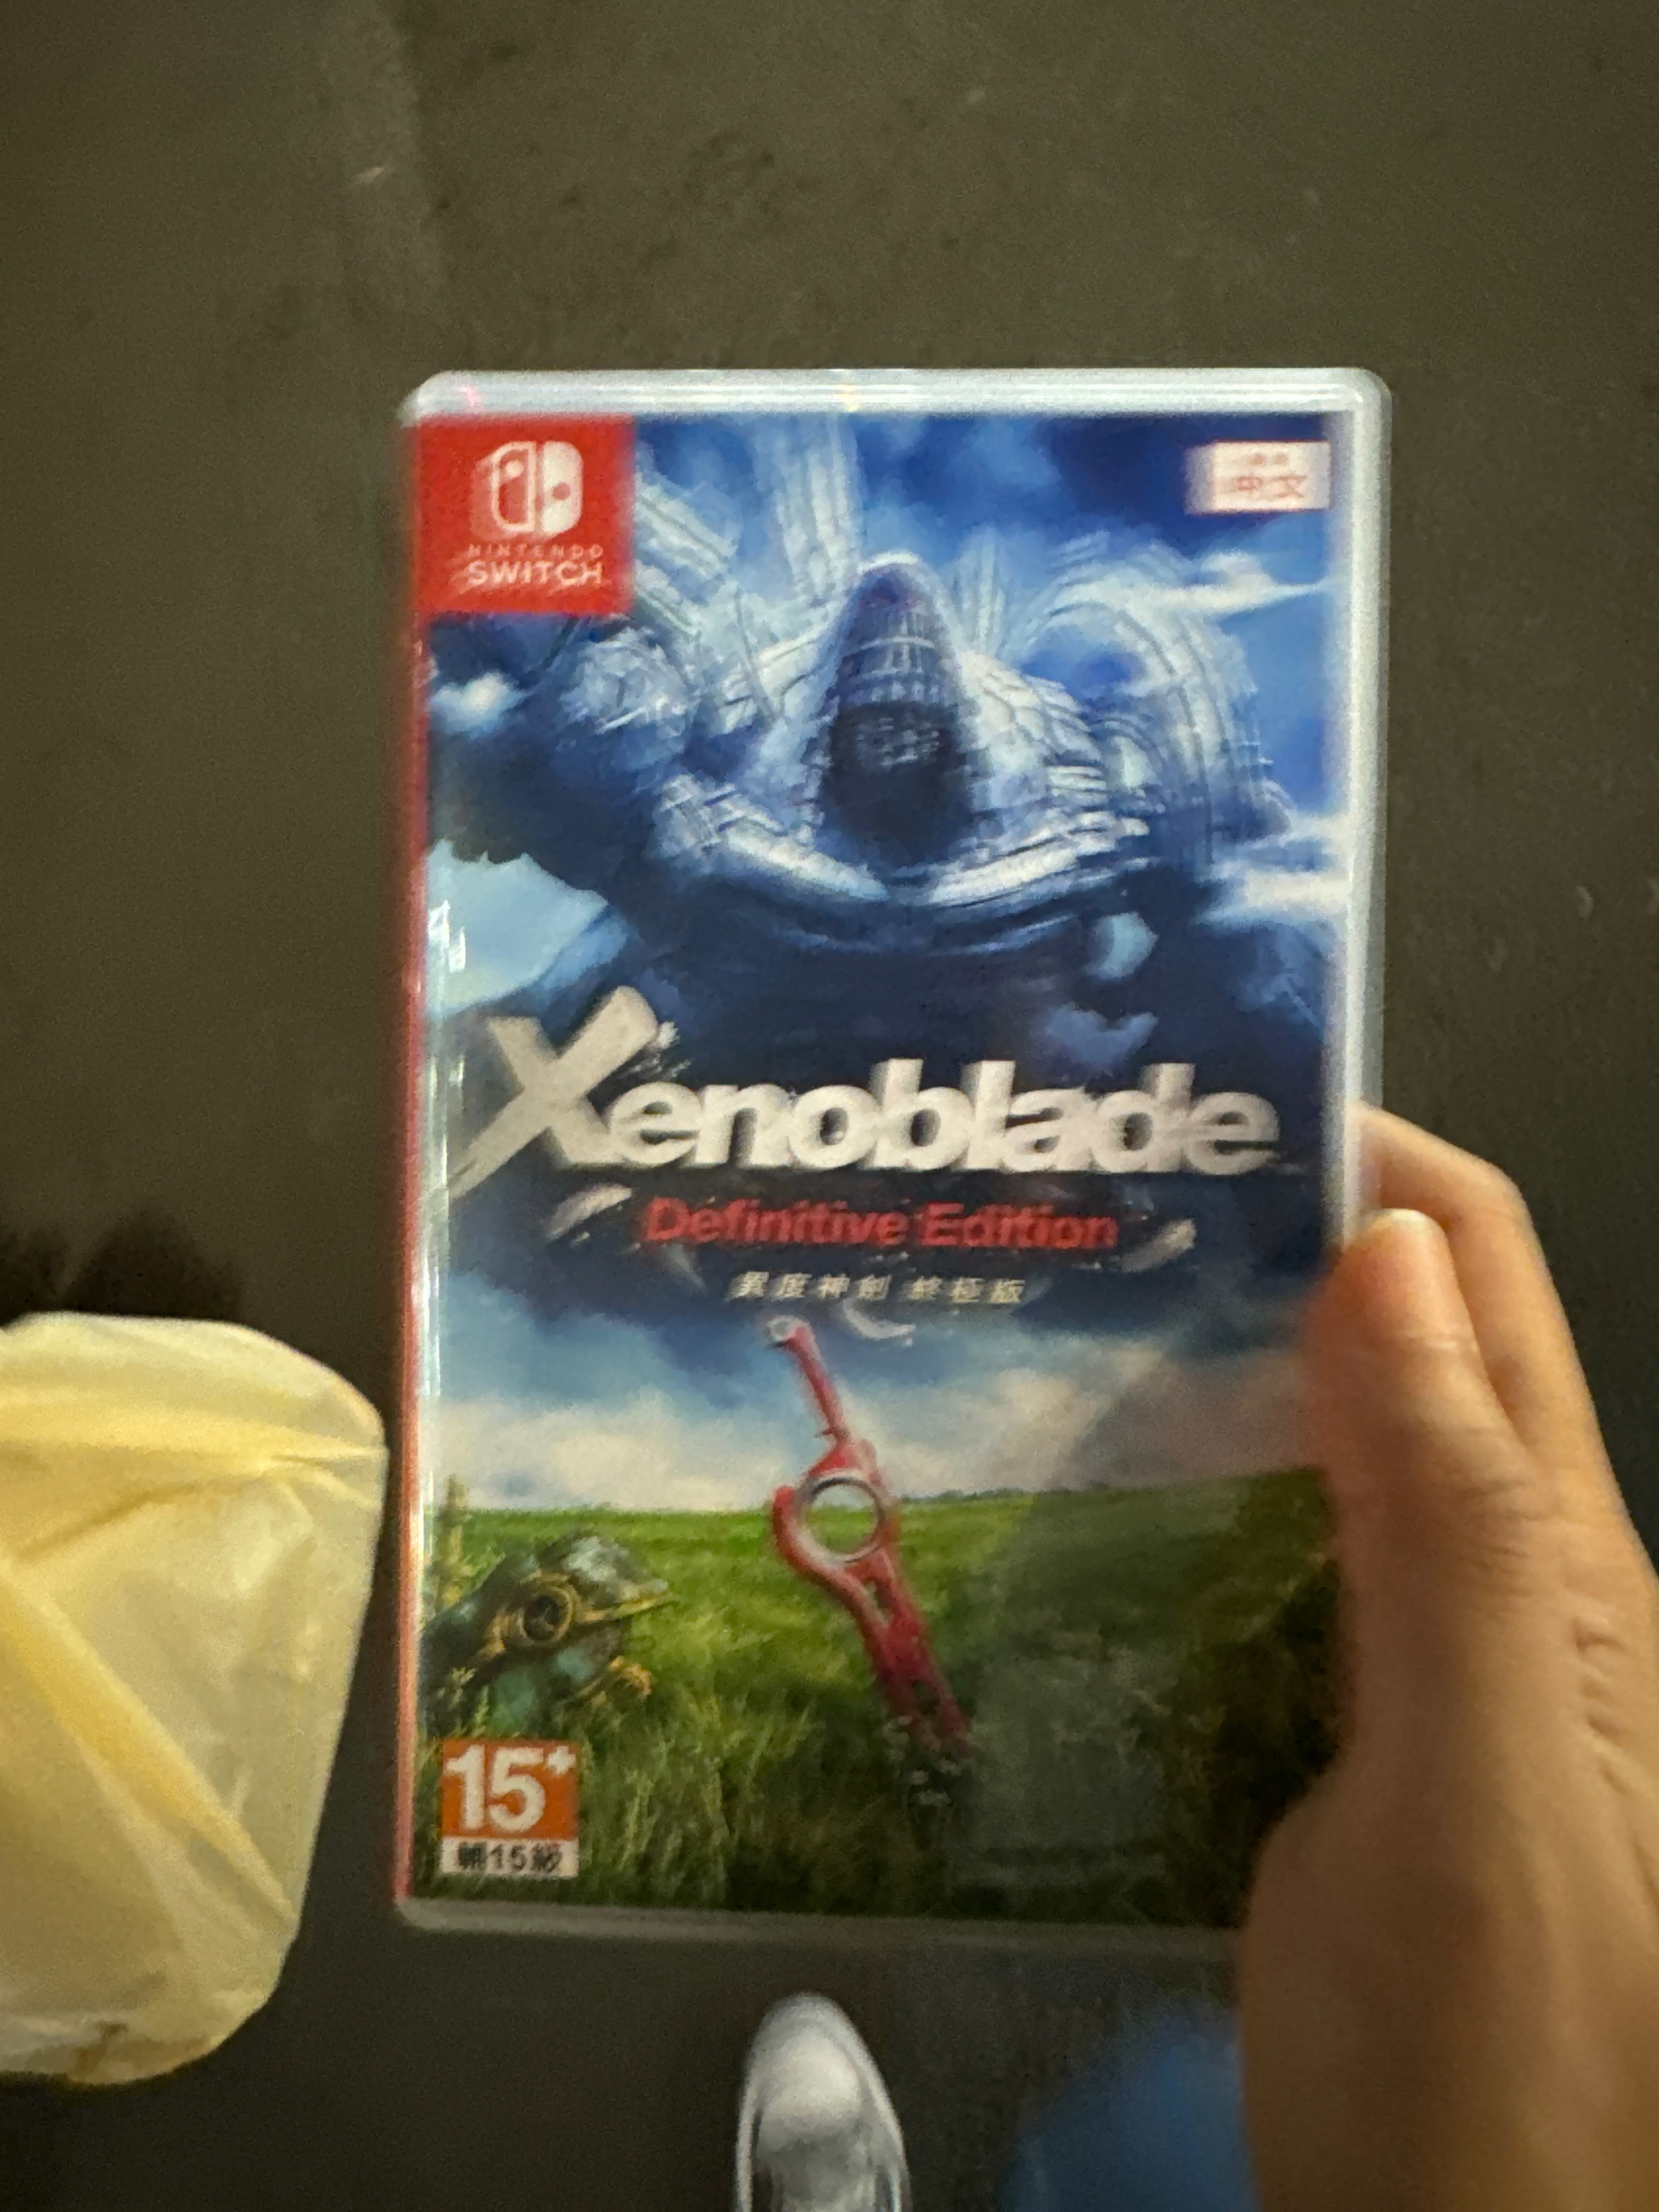 NINTENDO
SWITCH
中文
Xenoblade
Definitive Edition
異度神劍 終極版
15+
輔15級